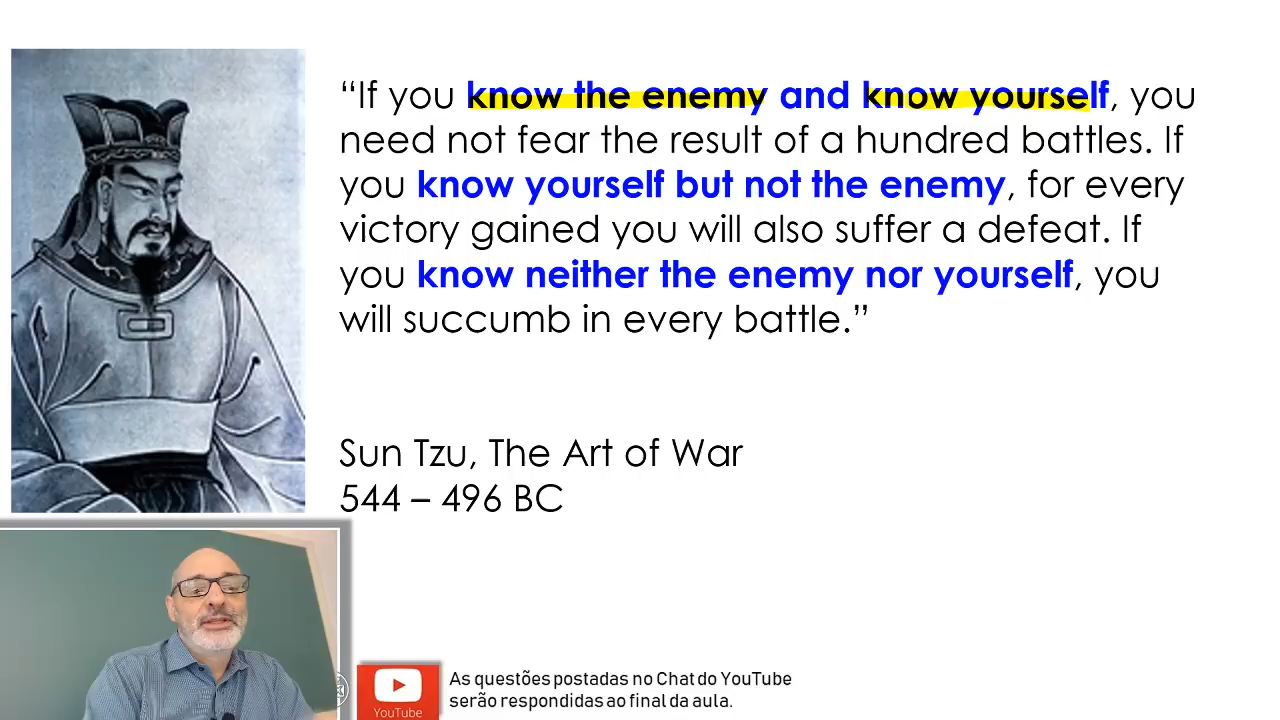 “If you know the enemy and know yourself, you
need not fear the result of a hundred battles. If
you know yourself but not the enemy, for every
victory gained you will also suffer a defeat. If
you know neither the enemy nor yourself, you
will succumb in every battle.”
Sun Tzu, The Art of War
544 – 496 BC
YouTube
As questões postadas no Chat do YouTube
serão respondidas ao final da aula.